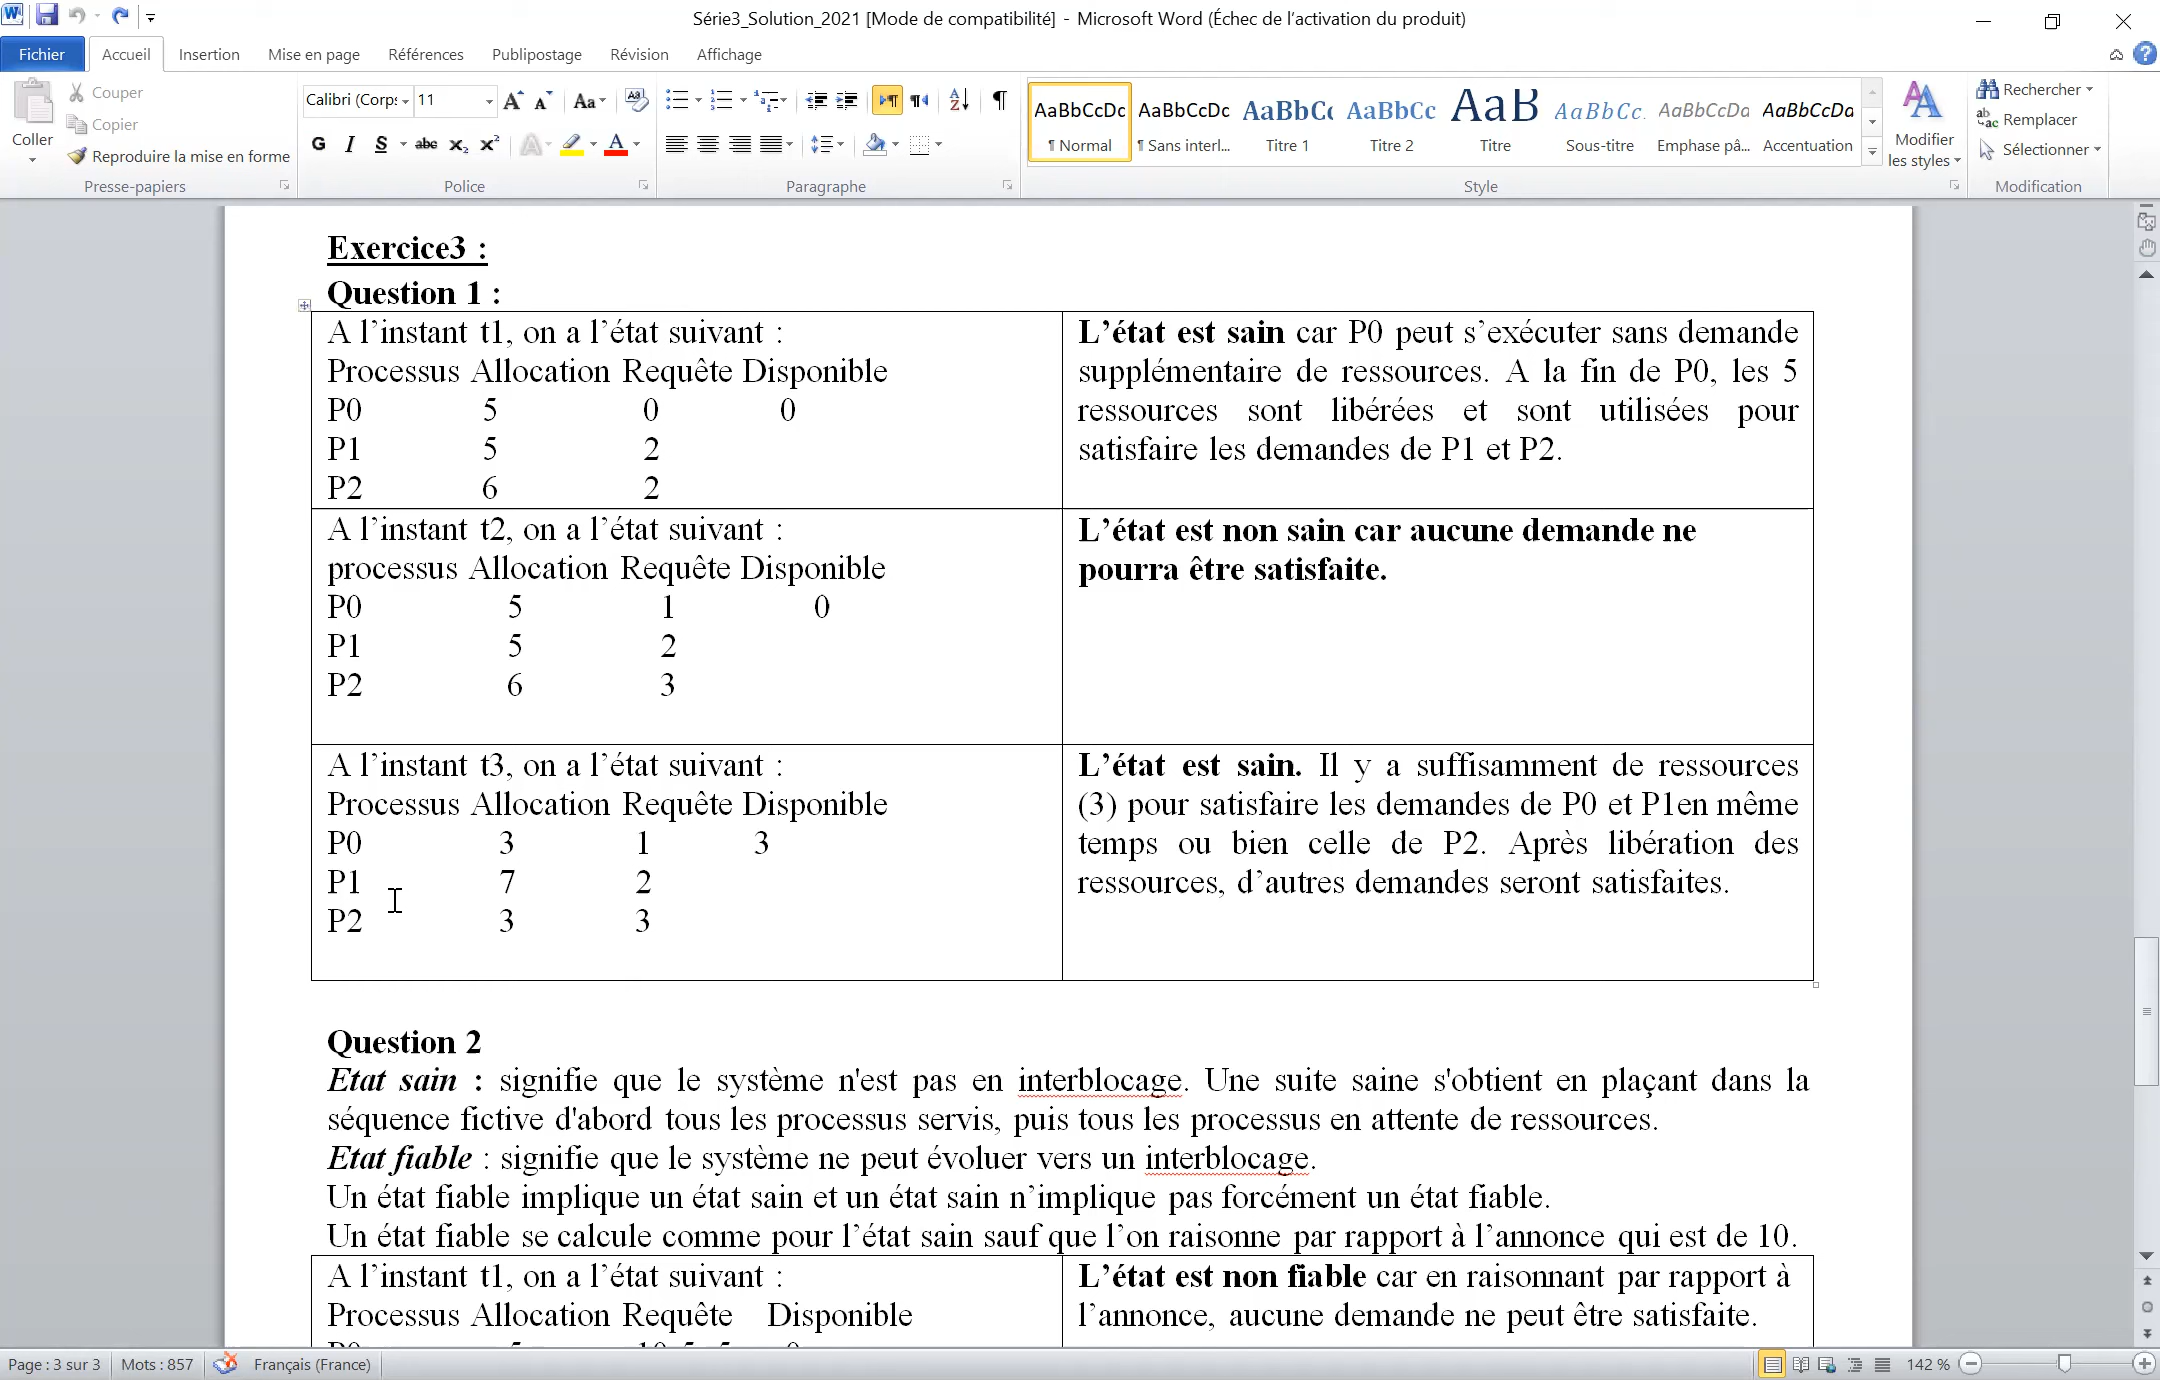 Série3_Solution_2021 [Mode de compatibilité] - Microsoft Word (Échec de l'activation du produit)
Fichier Accueil Insertion Mise en page Références Publipostage Révision Affichage
Coller
Couper
Copier
Reproduire la mise en forme
Presse-papiers
Calibri (Corps 11
G I S abc x₂ x² A A
Police
Paragraphe
AaBbCcDc AaBbCcDc AaBbCc AaBbCc AaB AaBbCc. AaBbCcDa AaBbCcDa
¶ Normal ¶ Sans interl... Titre 1 Titre 2 Titre Sous-titre Emphase pâ... Accentuation
Style
Modifier
les styles
Rechercher
Remplacer
Sélectionner
Modification
Exercice3 :
Question 1 :
A l'instant t1, on a l'état suivant :
Processus Allocation Requête Disponible
P0 5 0 0
P1 5 2
P2 6 2
L'état est sain car P0 peut s'exécuter sans demande
supplémentaire de ressources. A la fin de P0, les 5
ressources sont libérées et sont utilisées pour
satisfaire les demandes de P1 et P2.
A l'instant t2, on a l'état suivant :
processus Allocation Requête Disponible
P0 5 1 0
P1 5 2
P2 6 3
L'état est non sain car aucune demande ne
pourra être satisfaite.
A l'instant t3, on a l'état suivant :
Processus Allocation Requête Disponible
P0 3 1 3
P1 7 2
P2 3 3
L'état est sain. Il y a suffisamment de ressources
(3) pour satisfaire les demandes de P0 et P1en même
temps ou bien celle de P2. Après libération des
ressources, d'autres demandes seront satisfaites.
Question 2
Etat sain : signifie que le système n'est pas en interblocage. Une suite saine s'obtient en plaçant dans la
séquence fictive d'abord tous les processus servis, puis tous les processus en attente de ressources.
Etat fiable : signifie que le système ne peut évoluer vers un interblocage.
Un état fiable implique un état sain et un état sain n'implique pas forcément un état fiable.
Un état fiable se calcule comme pour l'état sain sauf que l'on raisonne par rapport à l'annonce qui est de 10.
A l'instant t1, on a l'état suivant :
Processus Allocation Requête Disponible
L'état est non fiable car en raisonnant par rapport à
l'annonce, aucune demande ne peut être satisfaite.
Page : 3 sur 3 Mots : 857 Français (France) 142 %